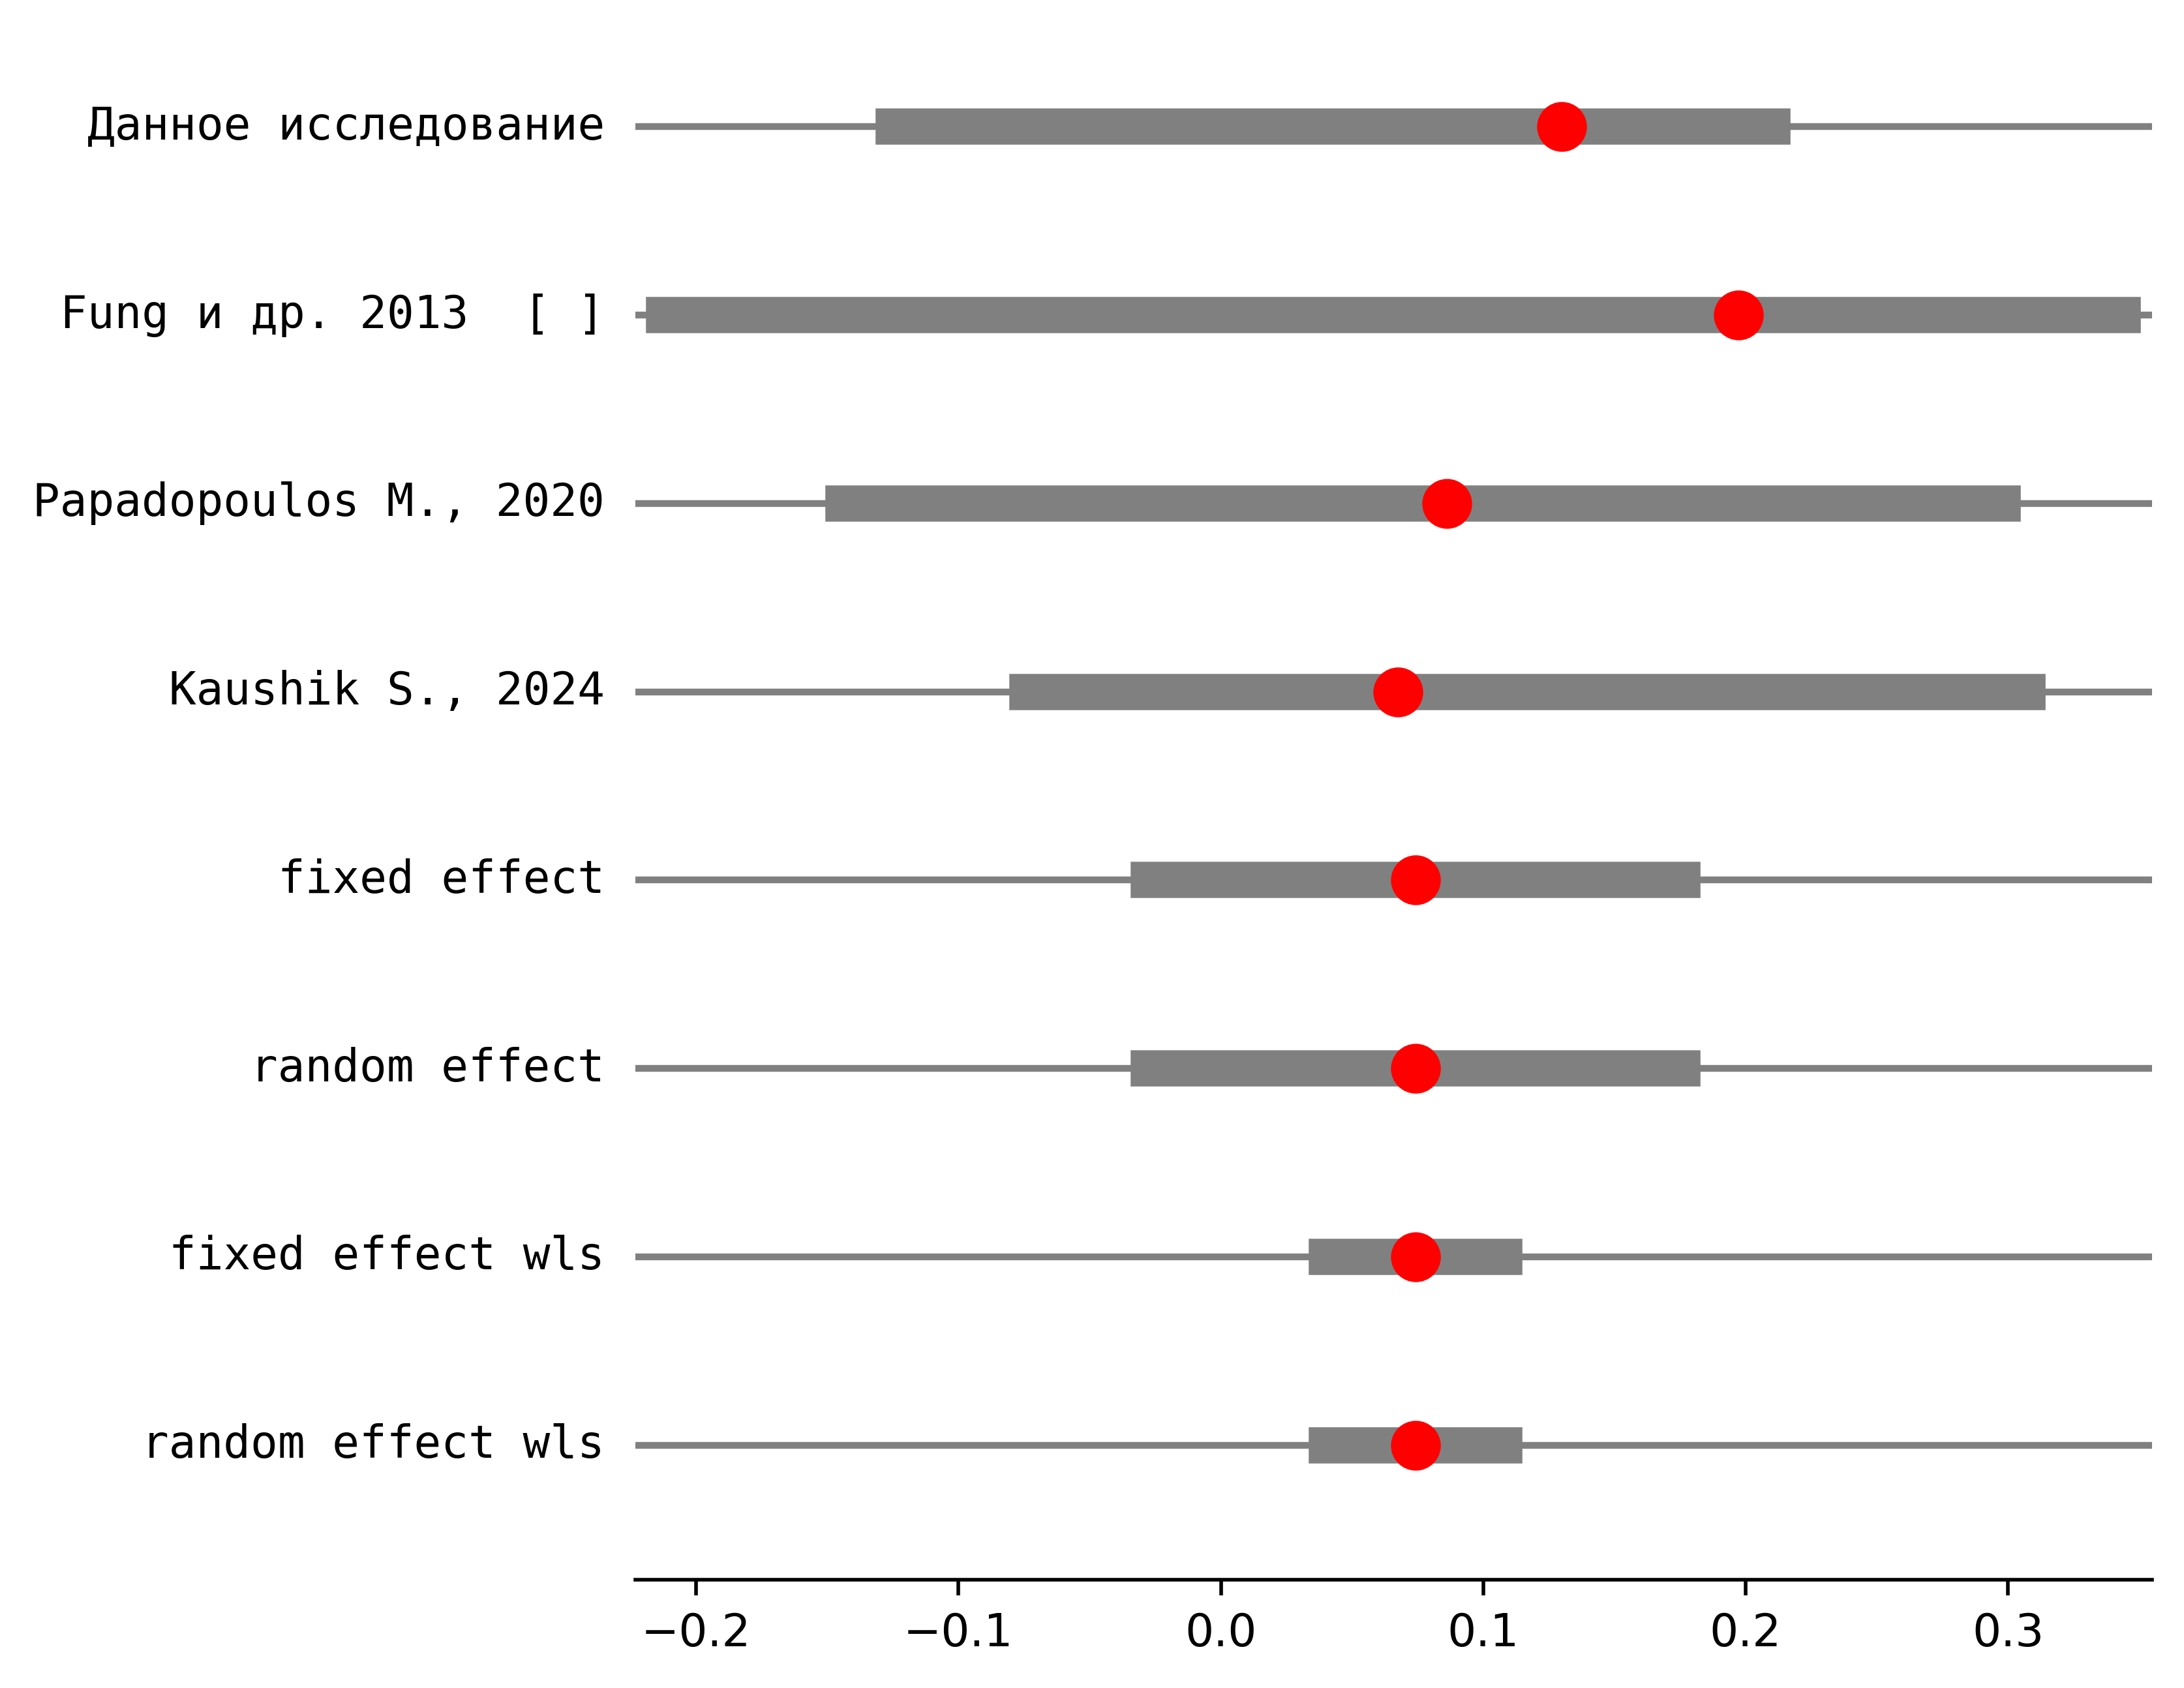 Данное исследование
Fung и др. 2013  [ ]
Papadopoulos M., 2020
Kaushik S., 2024
fixed effect
random effect
fixed effect wls
random effect wls
−0.2 −0.1 0.0 0.1 0.2 0.3